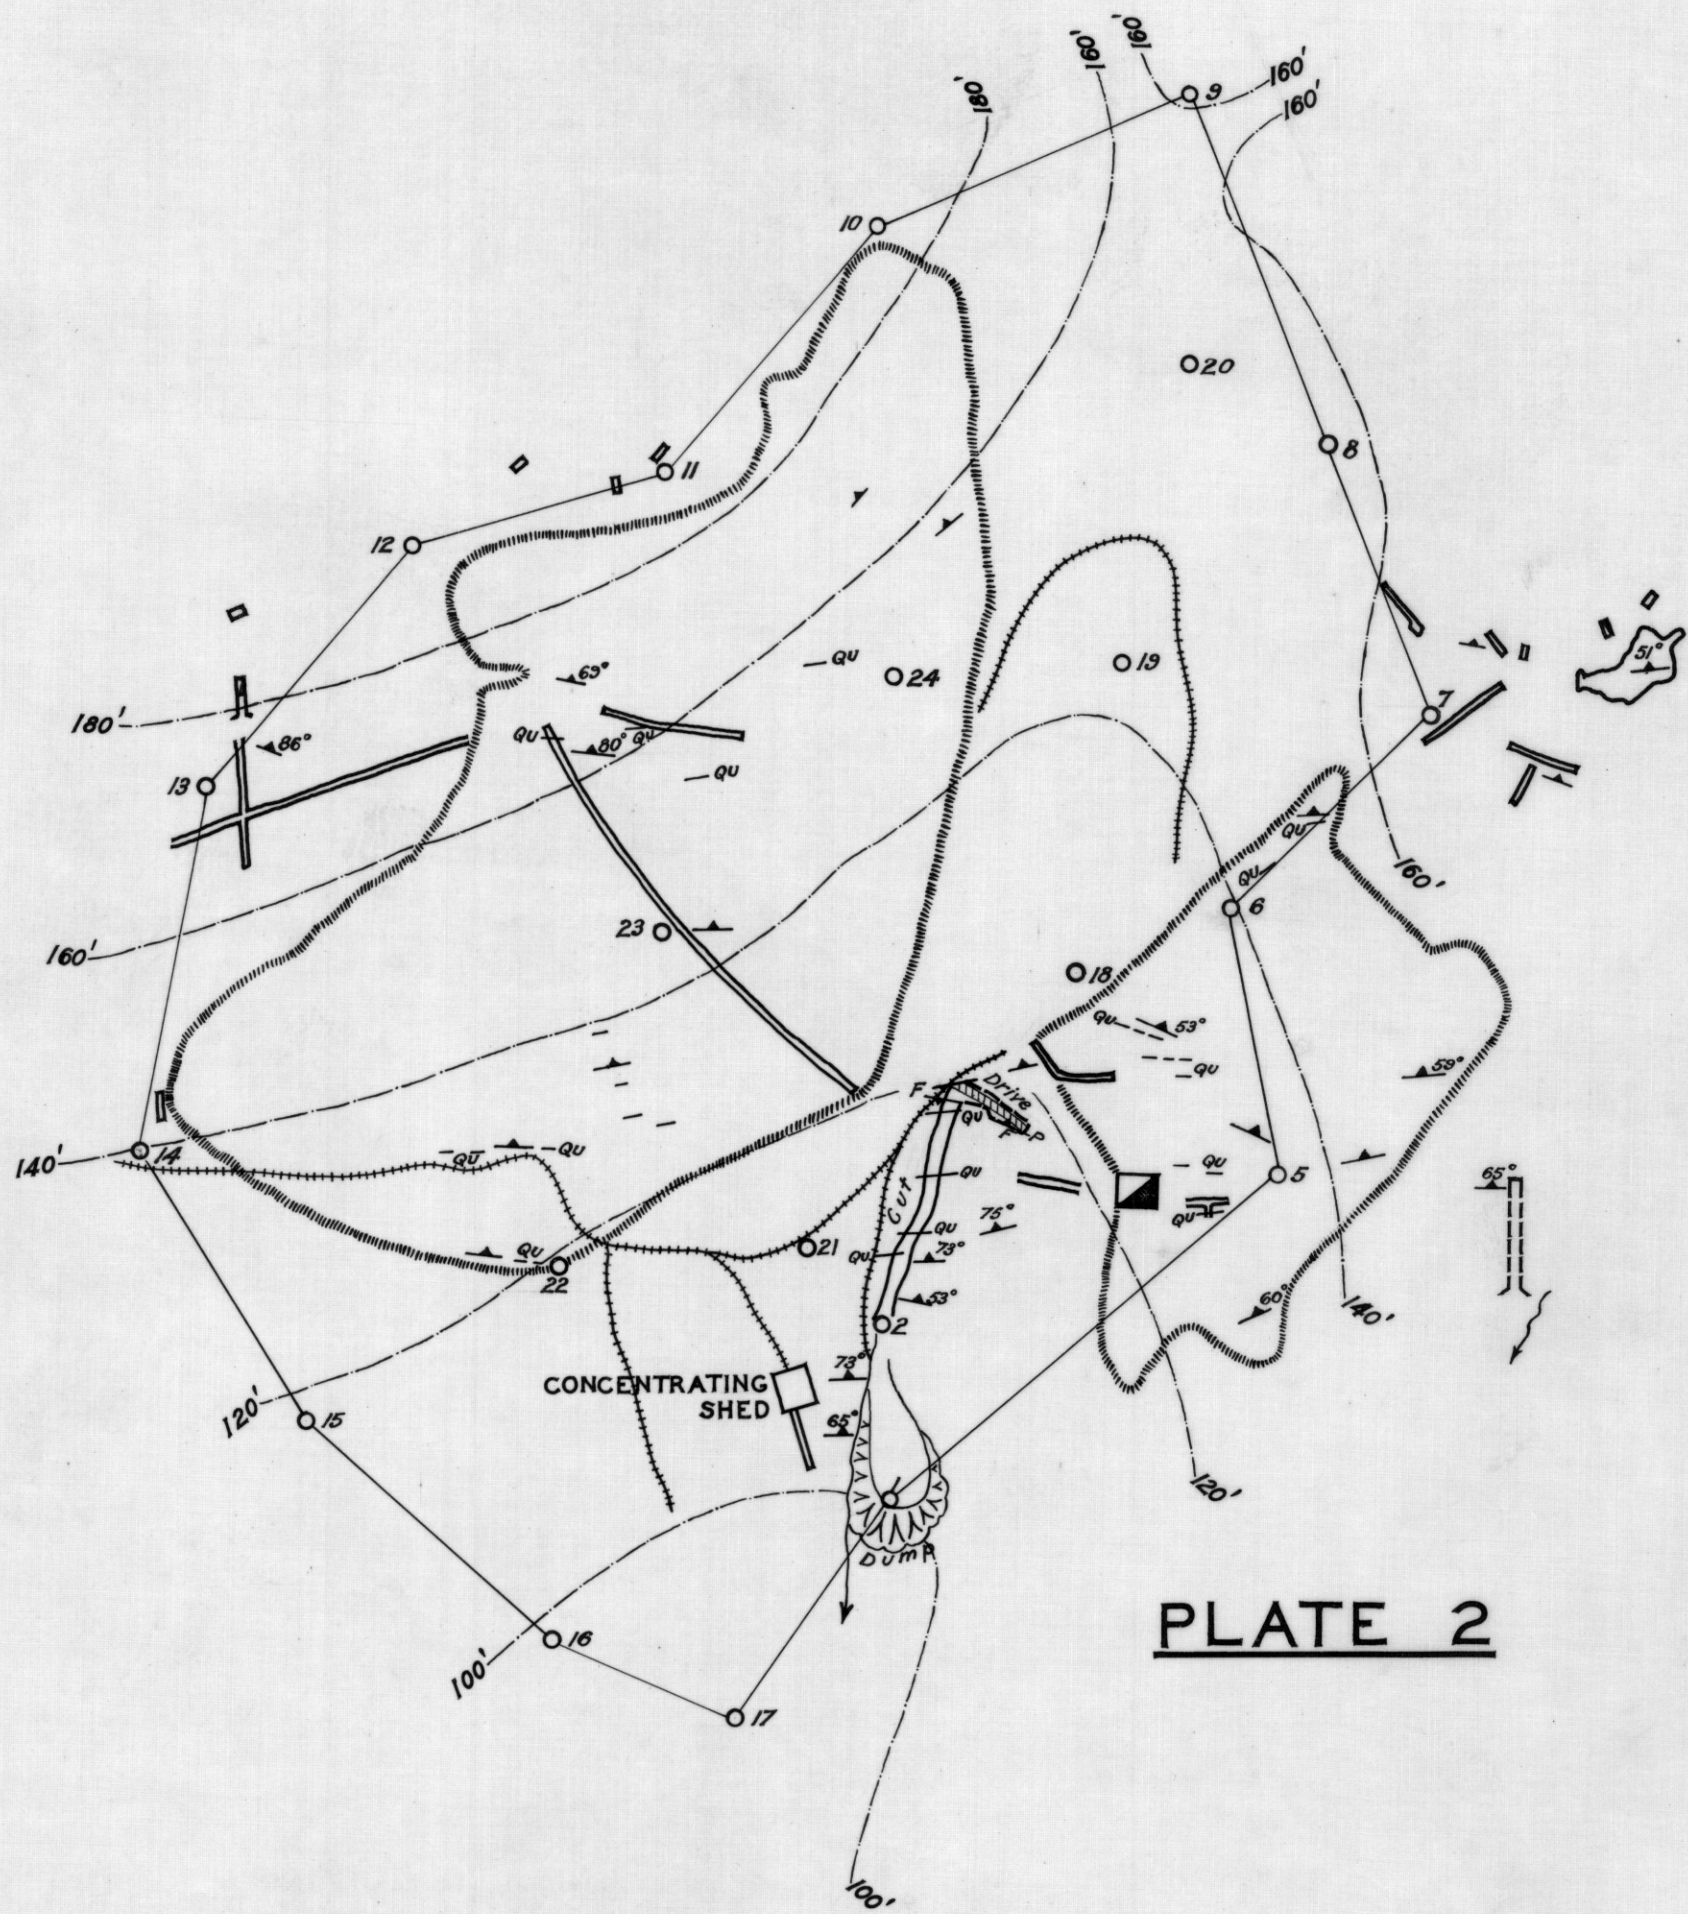 160'
160'
160'
180'
160'
9
10
20
8
11
12
51°
QU
19
69°
24
7
180'
QU
80°
QU
86°
QU
13
QU
160'
QU
6
23
160'
18
QU
53°
QU
59°
Drive
F
QU
F
P
QU
QU
140'
14
QU
QU
5
65°
Cut
75°
QU
QU
21
QU
73°
QU
22
53°
60°
140'
2
73°
CONCENTRATING
SHED
65°
120'
15
120'
1
Dump
PLATE 2
16
100'
17
100'